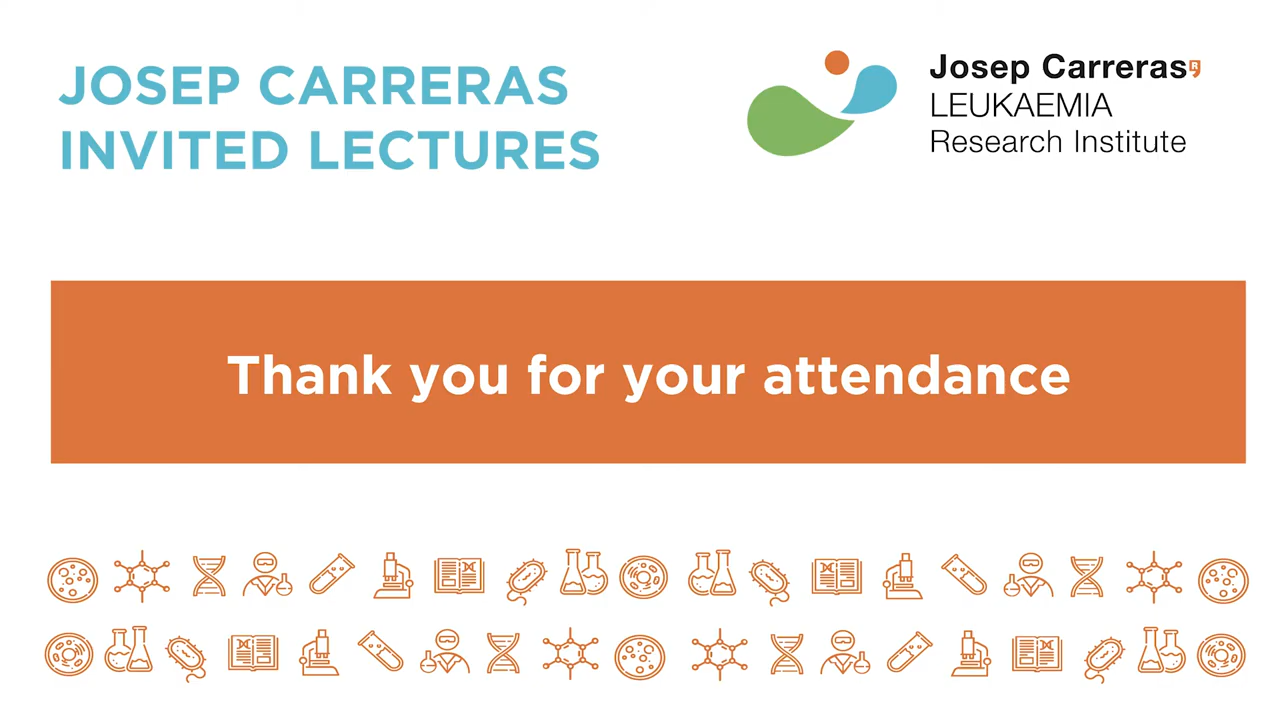 JOSEP CARRERAS
INVITED LECTURES
Josep Carreras
LEUKAEMIA
Research Institute
Thank you for your attendance